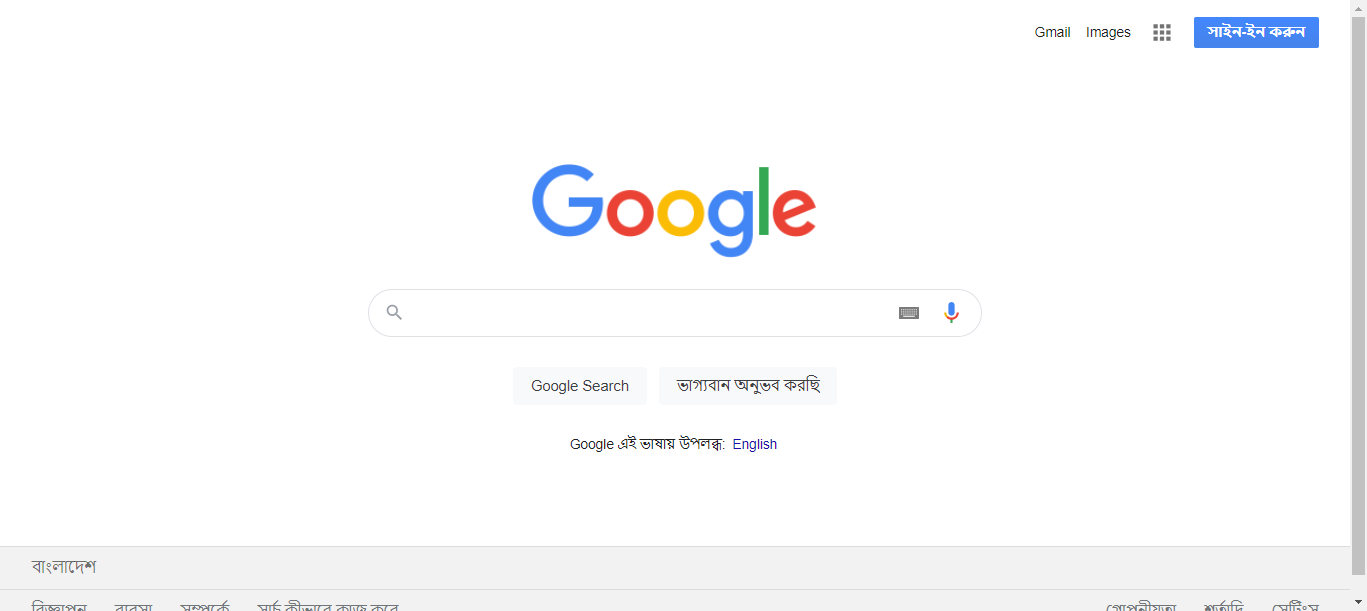 Gmail Images সাইন-ইন করুন
Google
Google Search ভাগ্যবান অনুভব করছি
Google এই ভাষায় উপলব্ধ: English
বাংলাদেশ
বিজ্ঞাপন ব্যবসা সম্পর্কে সার্চ কীভাবে কাজ করে গোপনীয়তা শর্তাদি সেটিংস